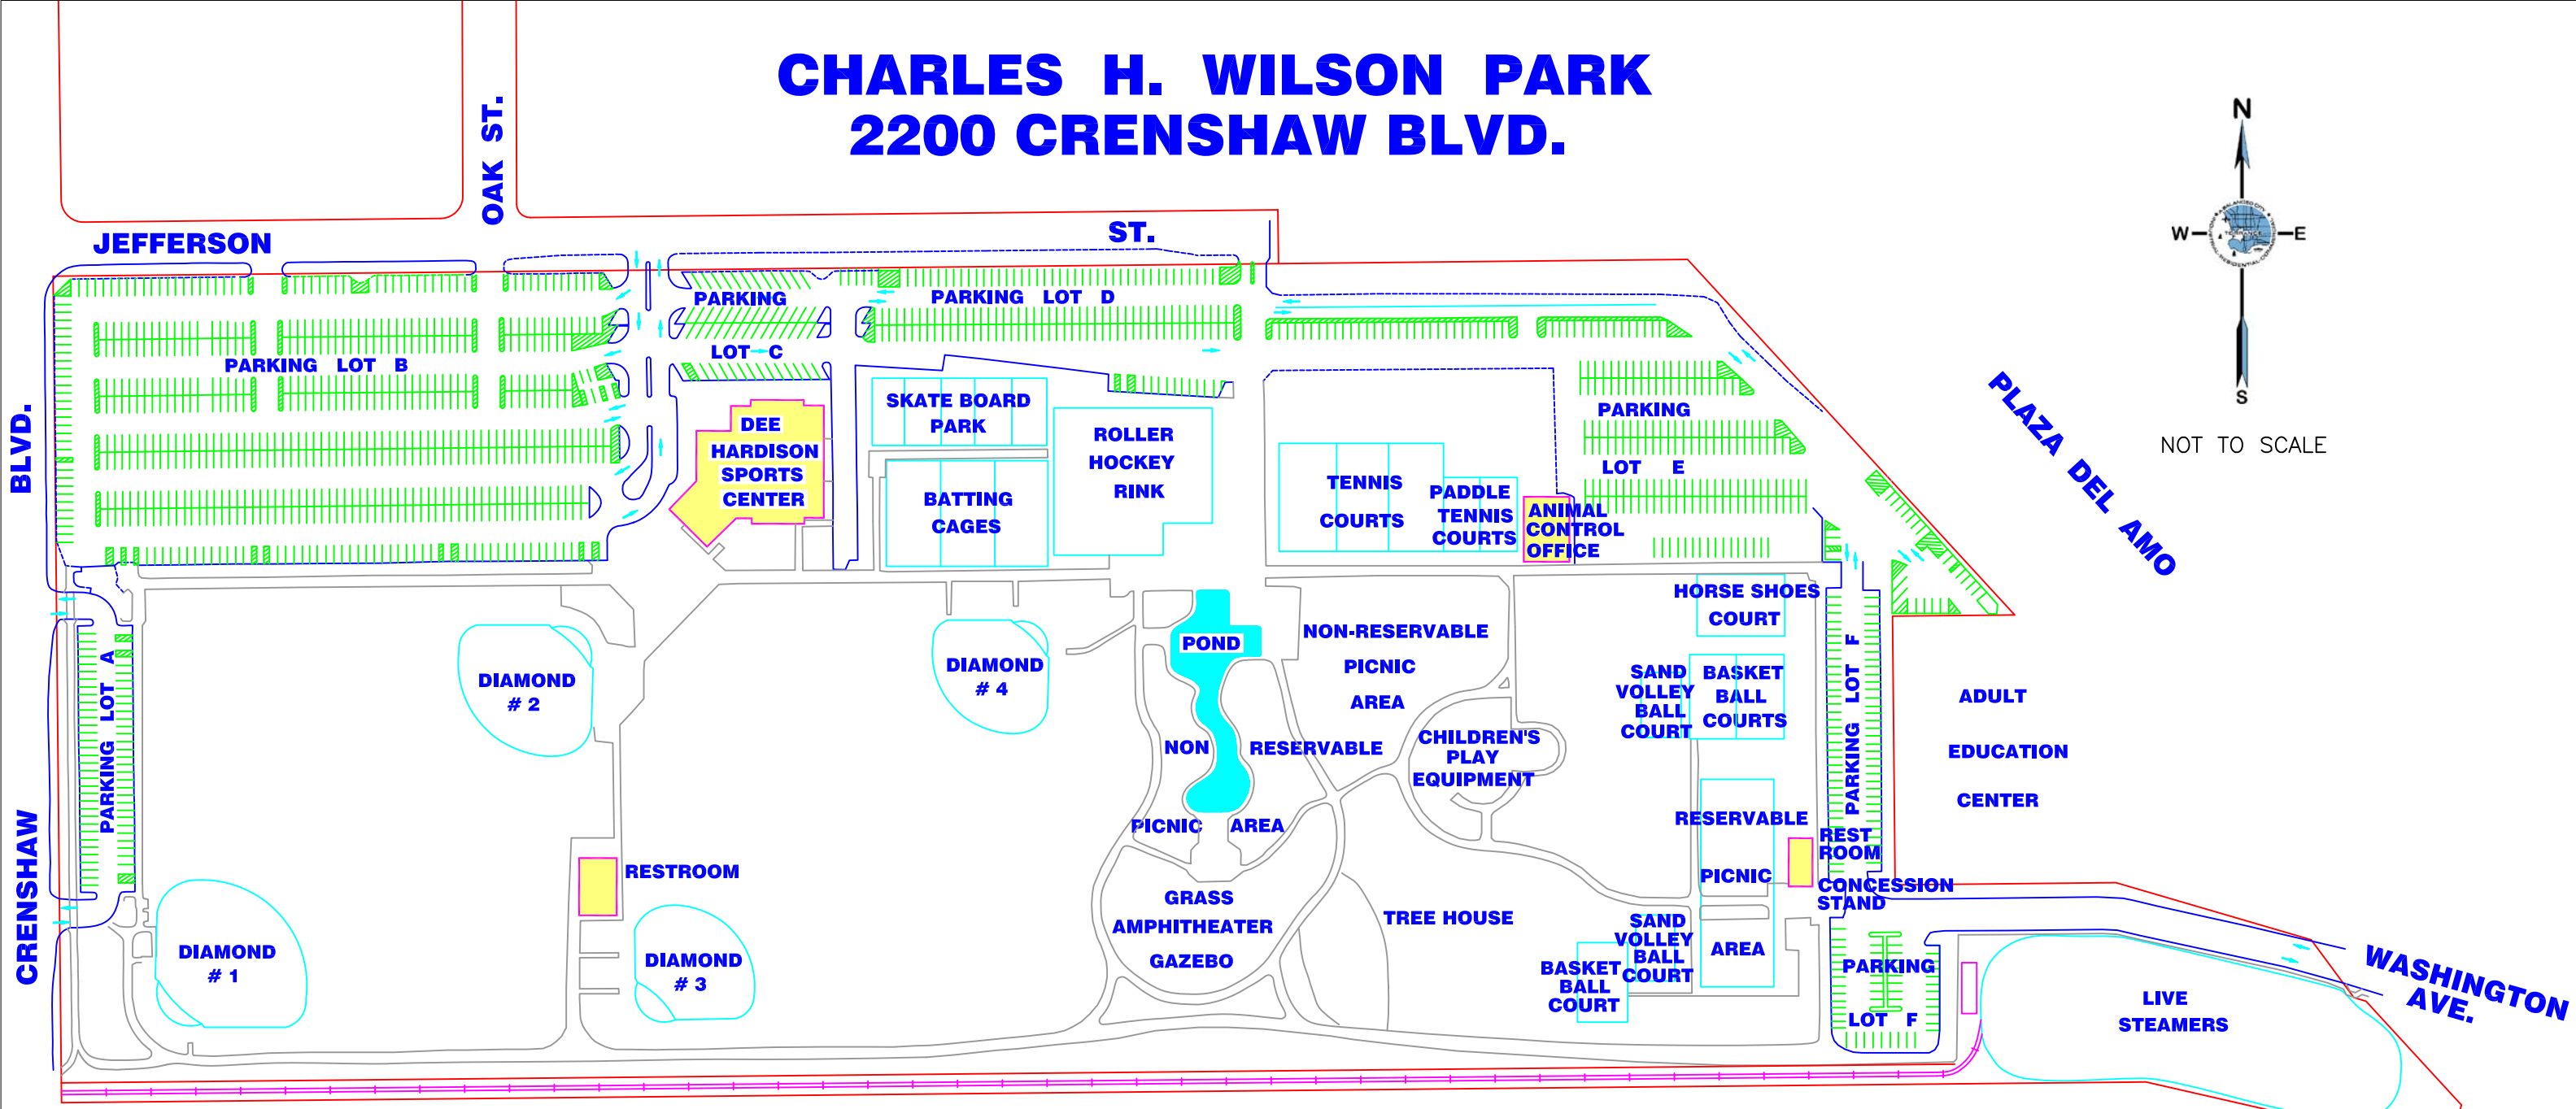 CHARLES H. WILSON PARK
2200 CRENSHAW BLVD.
N
W
E
S
NOT TO SCALE
OAK ST.
JEFFERSON
ST.
BLVD.
CRENSHAW
PLAZA DEL AMO
WASHINGTON
AVE.
PARKING LOT B
PARKING
LOT C
PARKING LOT D
PARKING
LOT E
DEE
HARDISON
SPORTS
CENTER
SKATE BOARD
PARK
BATTING
CAGES
ROLLER
HOCKEY
RINK
TENNIS
COURTS
PADDLE
TENNIS
COURTS
ANIMAL
CONTROL
OFFICE
PARKING LOT A
DIAMOND
# 2
DIAMOND
# 4
POND
NON-RESERVABLE
PICNIC
AREA
HORSE SHOES
COURT
SAND
VOLLEY
BALL
COURT
BASKET
BALL
COURTS
PARKING LOT F
ADULT
EDUCATION
CENTER
NON RESERVABLE
PICNIC AREA
CHILDREN'S
PLAY
EQUIPMENT
RESERVABLE
PICNIC
AREA
REST
ROOM
CONCESSION
STAND
RESTROOM
GRASS
AMPHITHEATER
GAZEBO
TREE HOUSE
SAND
VOLLEY
BALL
COURT
BASKET
BALL
COURT
DIAMOND
# 1
DIAMOND
# 3
PARKING
LOT F
LIVE
STEAMERS